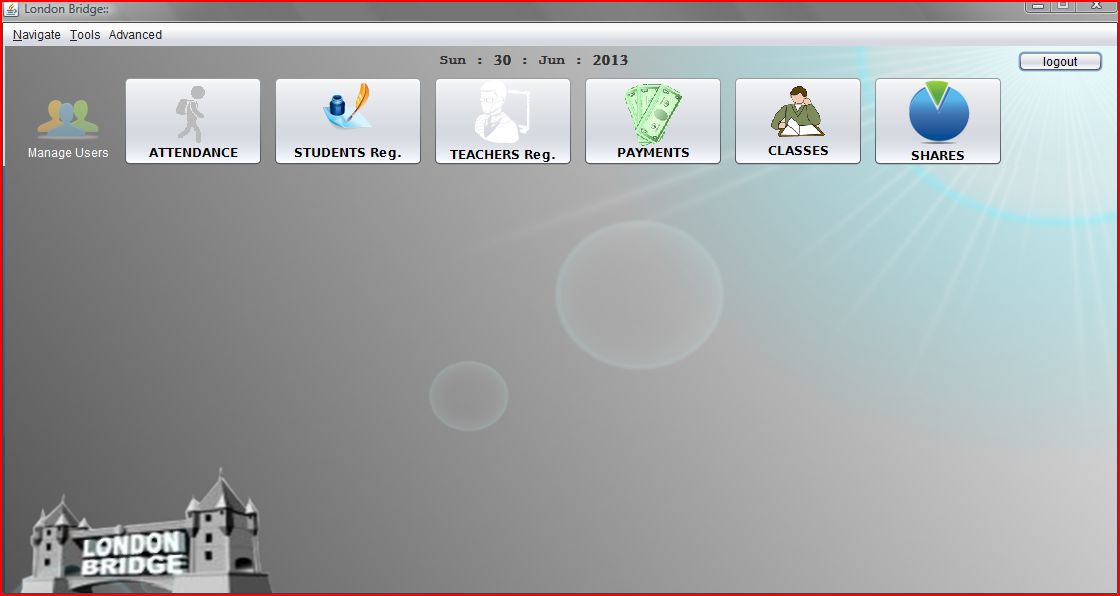 London Bridge::
Navigate Tools Advanced
Sun : 30 : Jun : 2013
logout
Manage Users
ATTENDANCE
STUDENTS Reg.
TEACHERS Reg.
PAYMENTS
CLASSES
SHARES
LONDON
BRIDGE